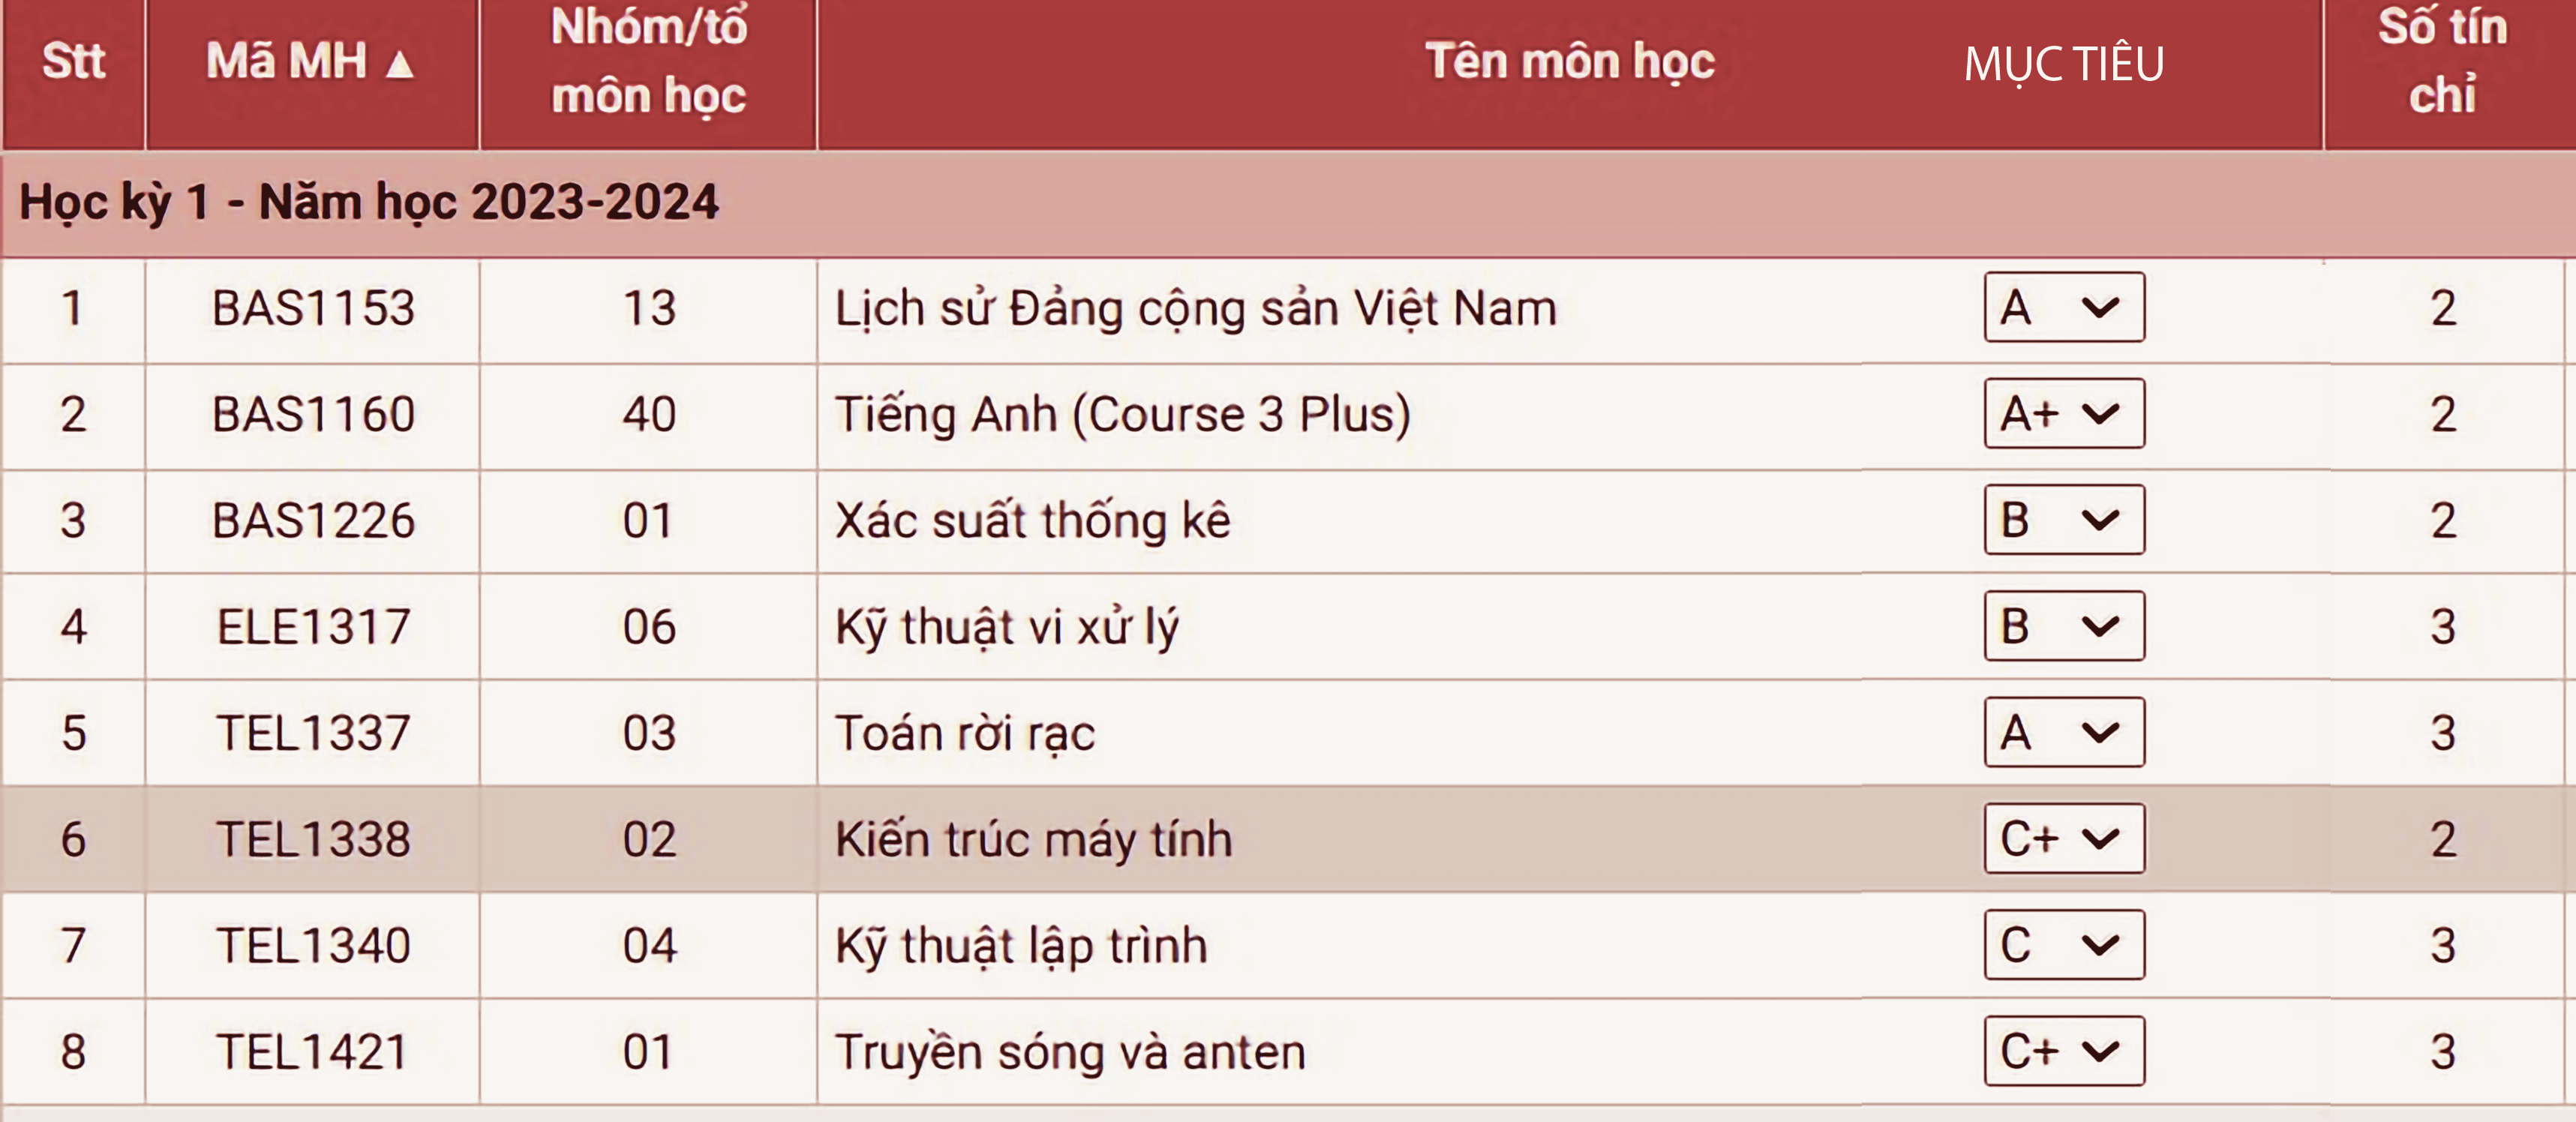 Stt Mã MH ▲ Nhóm/tổ môn học Tên môn học MỤC TIÊU Số tín chỉ
Học kỳ 1 - Năm học 2023-2024
1 BAS1153 13 Lịch sử Đảng cộng sản Việt Nam A 2
2 BAS1160 40 Tiếng Anh (Course 3 Plus) A+ 2
3 BAS1226 01 Xác suất thống kê B 2
4 ELE1317 06 Kỹ thuật vi xử lý B 3
5 TEL1337 03 Toán rời rạc A 3
6 TEL1338 02 Kiến trúc máy tính C+ 2
7 TEL1340 04 Kỹ thuật lập trình C 3
8 TEL1421 01 Truyền sóng và anten C+ 3